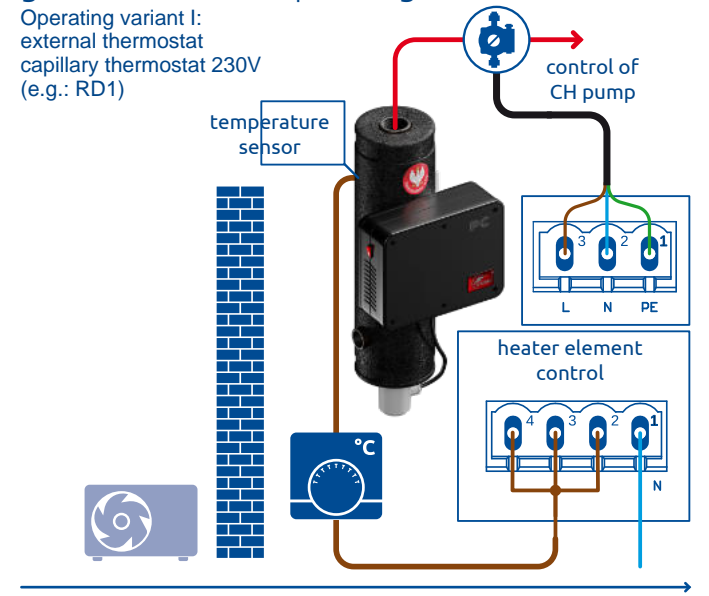 Operating variant I:
external thermostat
capillary thermostat 230V
(e.g.: RD1)
control of
CH pump
temperature
sensor
3 2 1
L N PE
heater element
control
4 3 2 1
N
°C